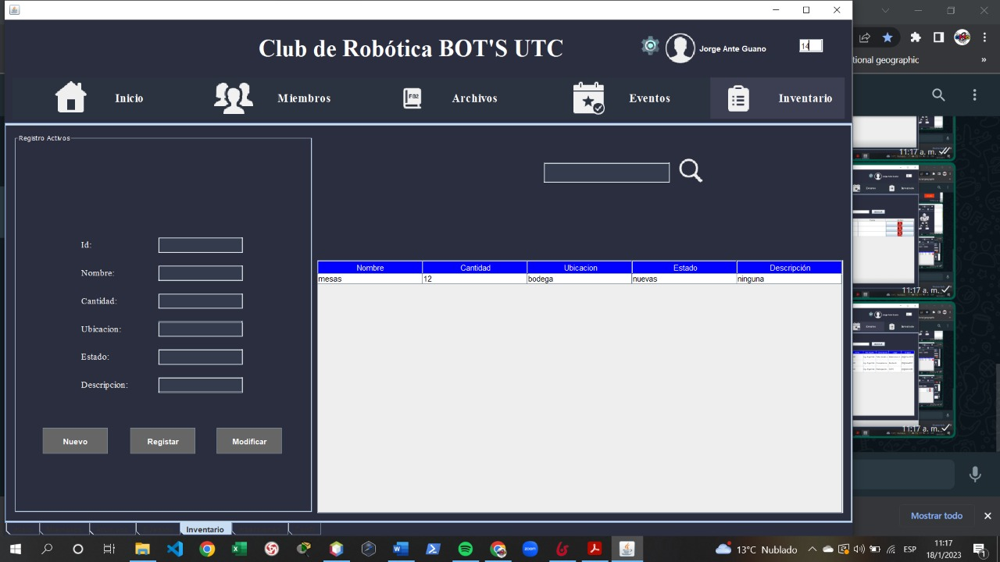 Club de Robótica BOT'S UTC
Jorge Ante Guano
14
Inicio
Miembros
Archivos
Eventos
Inventario
Registro Activos
Id:
Nombre:
Cantidad:
Ubicacion:
Estado:
Descripcion:
Nuevo
Registar
Modificar
Nombre Cantidad Ubicacion Estado Descripción
mesas 12 bodega nuevas ninguna
Inventario
tional geographic
»
11:17 a. m.
11:17 a. m.
11:17 a. m.
Mostrar todo
13°C Nublado
ESP
11:17
18/1/2023